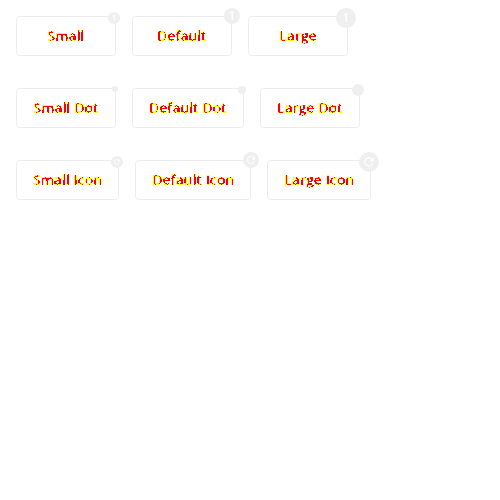 Small 1 Default 1 Large 1
Small Dot Default Dot Large Dot
Small Icon Default Icon Large Icon